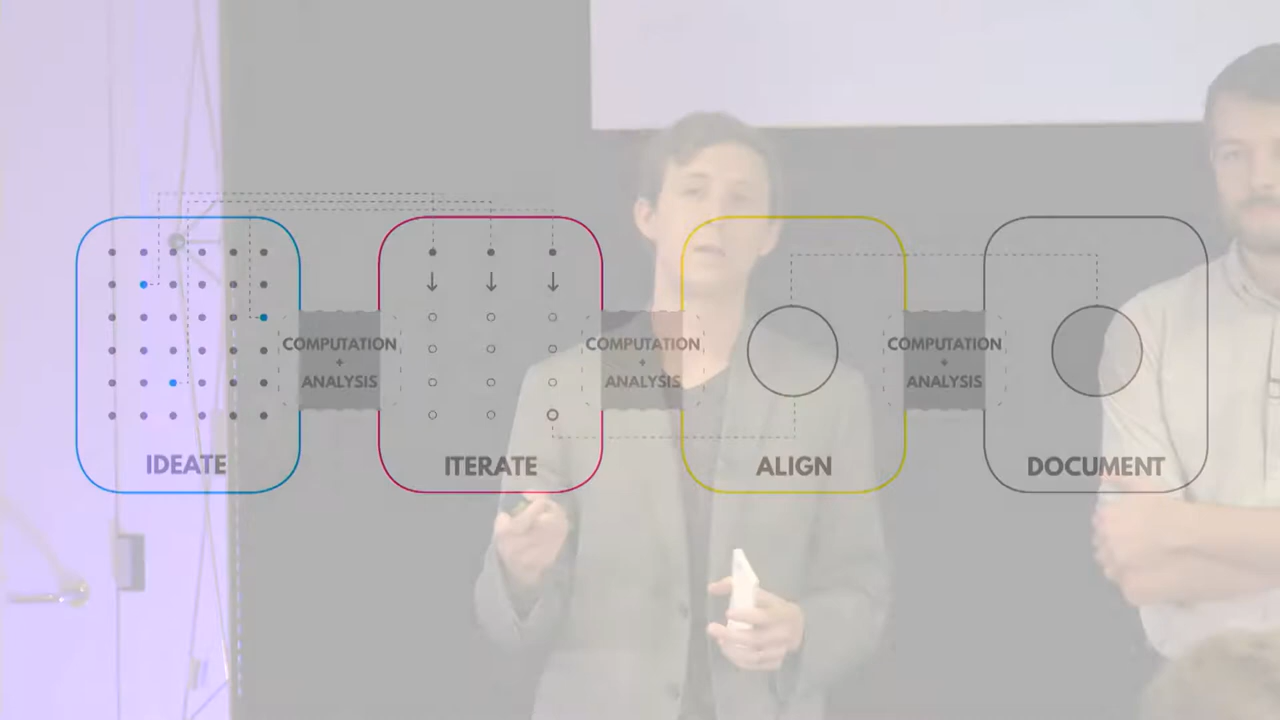 COMPUTATION
+
ANALYSIS
COMPUTATION
+
ANALYSIS
COMPUTATION
+
ANALYSIS
IDEATE
ITERATE
ALIGN
DOCUMENT